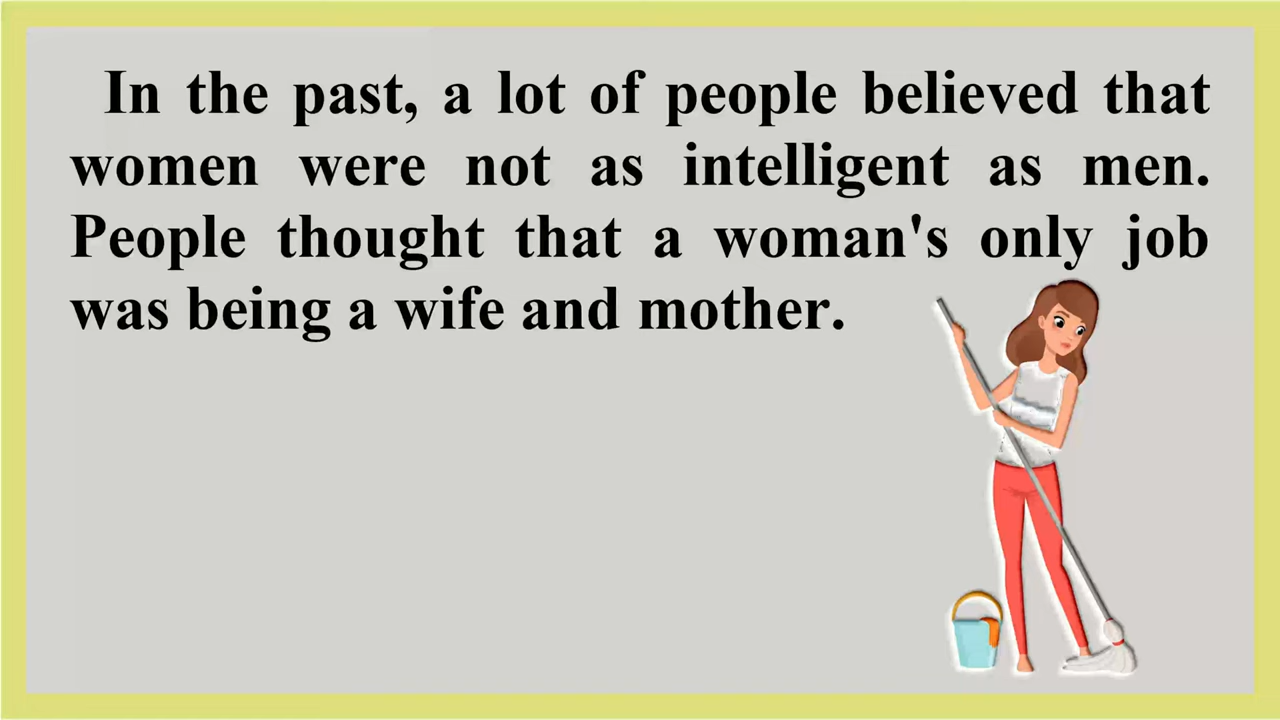 In the past, a lot of people believed that
women were not as intelligent as men.
People thought that a woman's only job
was being a wife and mother.